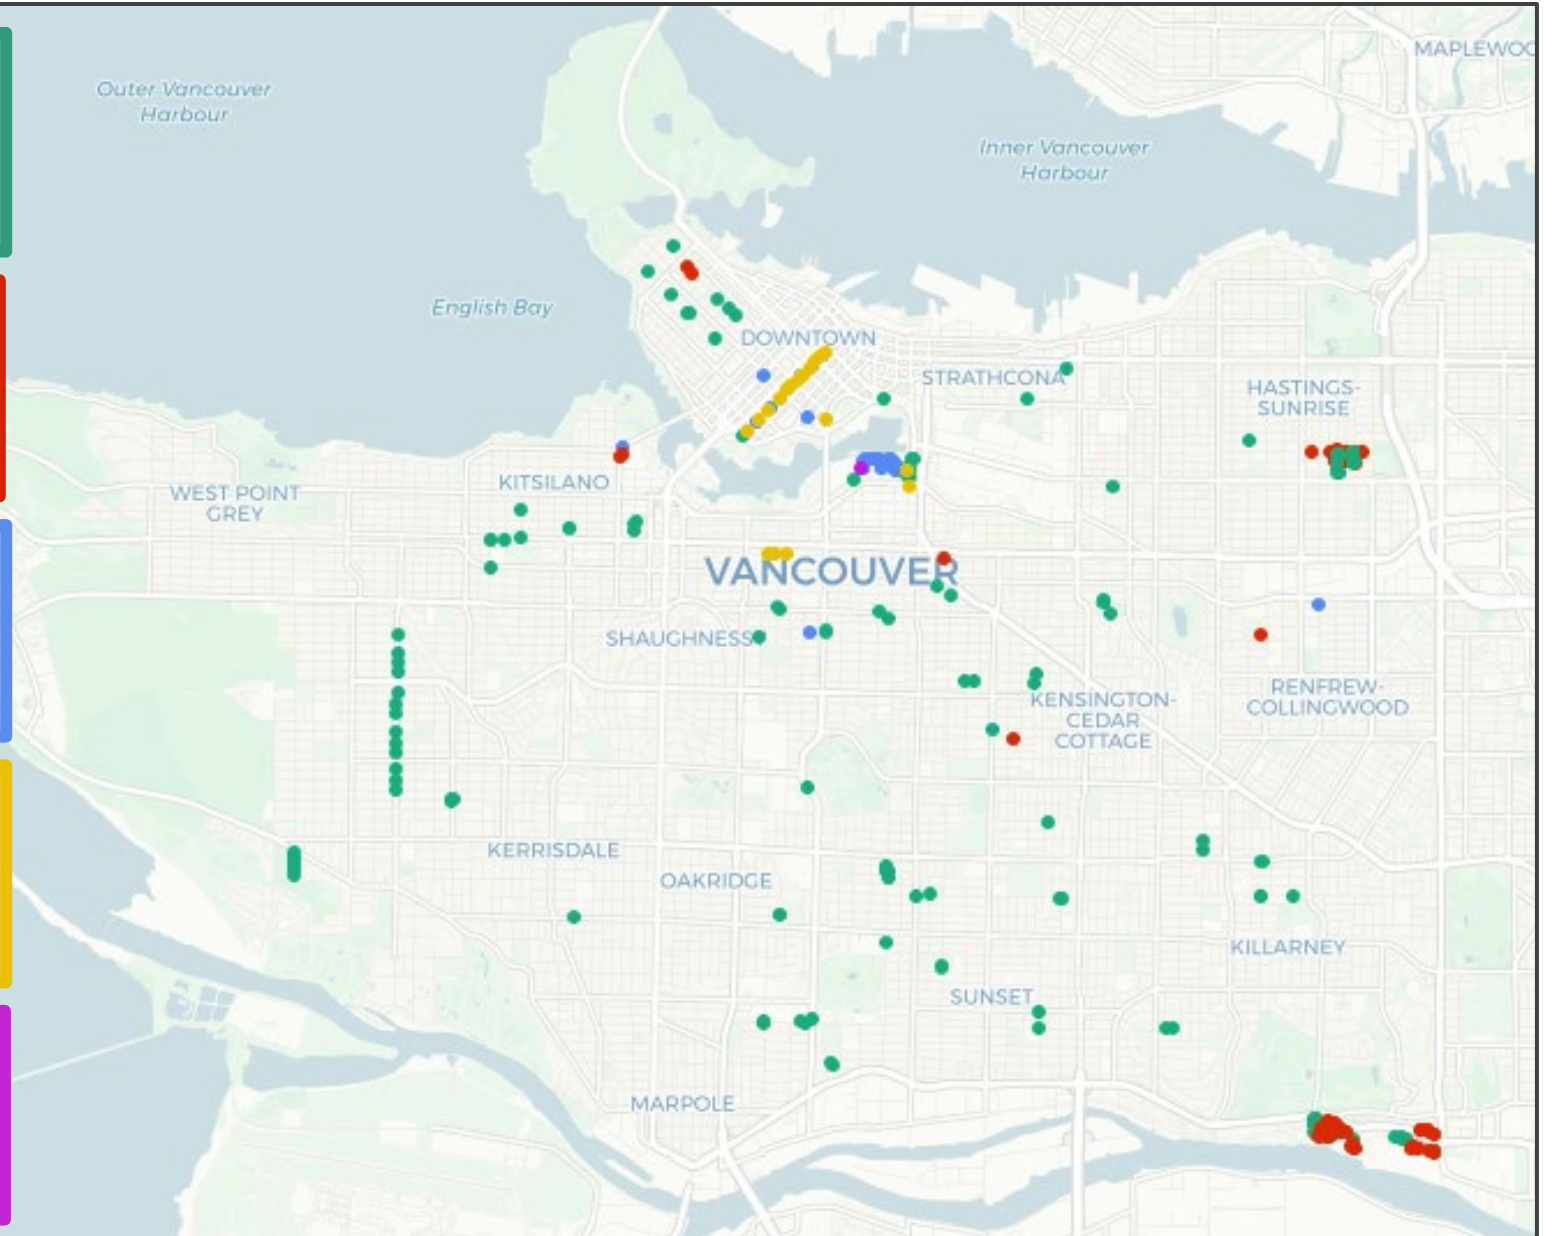 MAPLEWOO
Outer Vancouver
Harbour
Inner Vancouver
Harbour
English Bay
DOWNTOWN
STRATHCONA
HASTINGS-
SUNRISE
KITSILANO
WEST POINT
GREY
VANCOUVER
SHAUGHNESS
RENFREW-
COLLINGWOOD
KENSINGTON-
CEDAR
COTTAGE
KERRISDALE
OAKRIDGE
KILLARNEY
SUNSET
MARPOLE